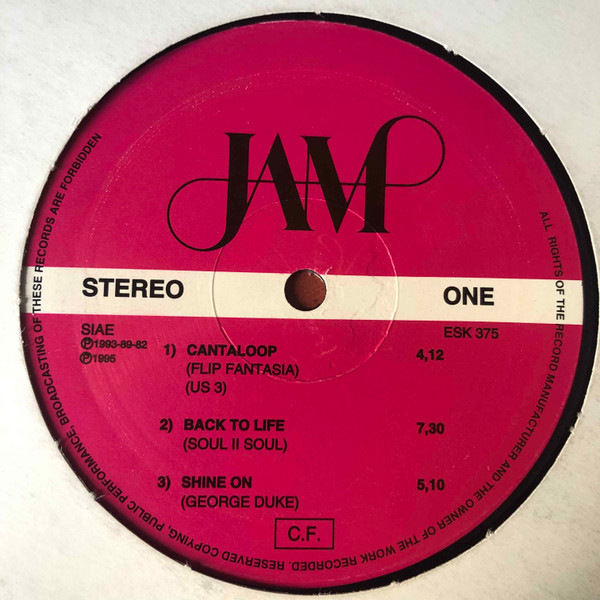 JAM
STEREO
ONE
SIAE
ESK 375
Ⓟ1993-89-82
Ⓟ1995
1) CANTALOOP
4,12
(FLIP FANTASIA)
(US 3)
2) BACK TO LIFE
7,30
(SOUL II SOUL)
3) SHINE ON
5,10
(GEORGE DUKE)
C.F.
ALL RIGHTS OF THE RECORD MANUFACTURER AND THE OWNER OF THE WORK RECORDED. RESERVED COPYING, PUBLIC PERFORMANCE, BROADCASTING OF THESE RECORDS ARE FORBIDDEN